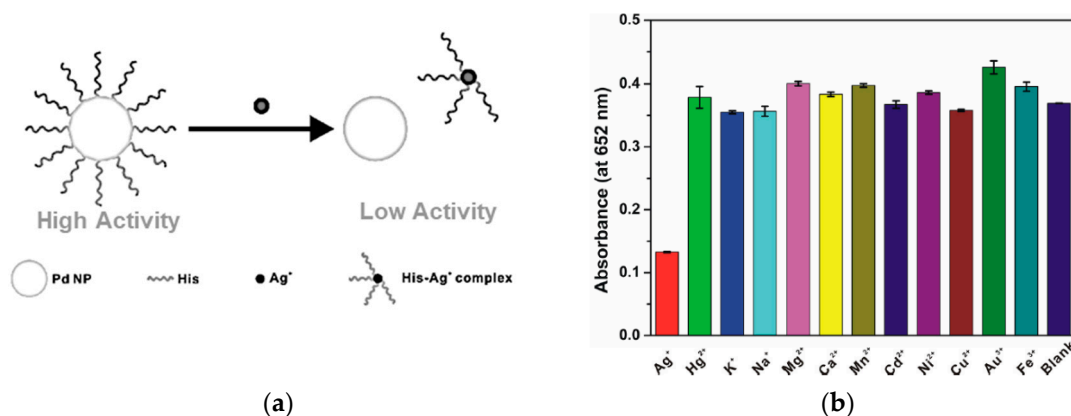 High Activity
Low Activity
Pd NP
His
Ag⁺
His-Ag⁺ complex
(a)
Absorbance (at 652 nm)
0.5
0.4
0.3
0.2
0.1
0.0
Ag⁺
Hg²⁺
K⁺
Na⁺
Mg²⁺
Ca²⁺
Mn²⁺
Cd²⁺
Ni²⁺
Cu²⁺
Au³⁺
Fe³⁺
Blank
(b)